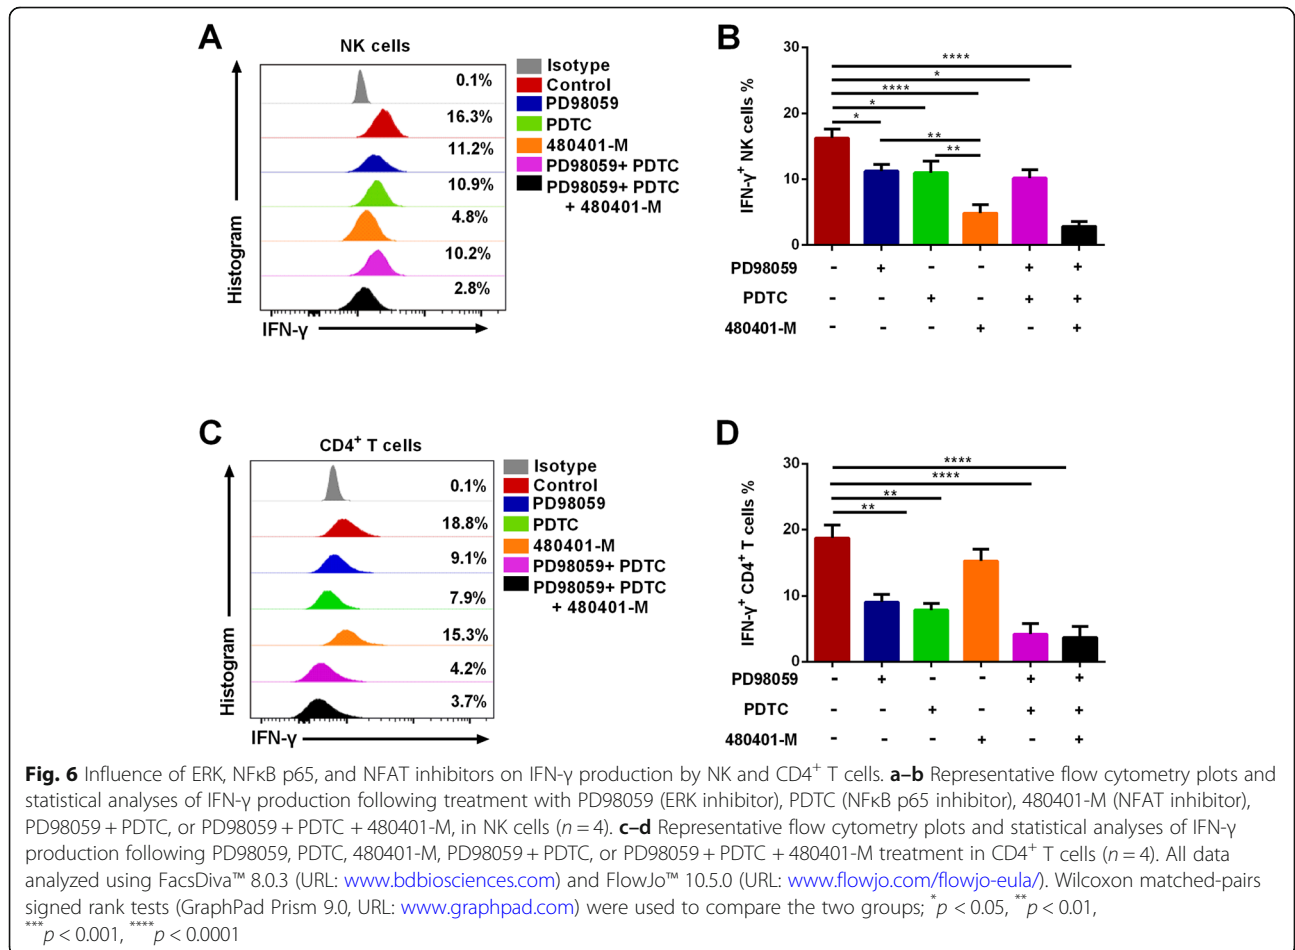 A
NK cells
0.1%
16.3%
11.2%
10.9%
4.8%
10.2%
2.8%
Histogram
IFN-γ
Isotype
Control
PD98059
PDTC
480401-M
PD98059+ PDTC
PD98059+ PDTC
+ 480401-M
B
30
20
10
0
IFN-γ+ NK cells %
****
*
****
*
*
**
**
PD98059 - + - - + +
PDTC - - + - + +
480401-M - - - + - +
C
CD4+ T cells
0.1%
18.8%
9.1%
7.9%
15.3%
4.2%
3.7%
Histogram
IFN-γ
Isotype
Control
PD98059
PDTC
480401-M
PD98059+ PDTC
PD98059+ PDTC
+ 480401-M
D
30
20
10
0
IFN-γ+ CD4+ T cells %
****
****
**
**
PD98059 - + - - + +
PDTC - - + - + +
480401-M - - - + - +
Fig. 6 Influence of ERK, NFκB p65, and NFAT inhibitors on IFN-γ production by NK and CD4+ T cells. a–b Representative flow cytometry plots and
statistical analyses of IFN-γ production following treatment with PD98059 (ERK inhibitor), PDTC (NFκB p65 inhibitor), 480401-M (NFAT inhibitor),
PD98059 + PDTC, or PD98059 + PDTC + 480401-M, in NK cells (n = 4). c–d Representative flow cytometry plots and statistical analyses of IFN-γ
production following PD98059, PDTC, 480401-M, PD98059 + PDTC, or PD98059 + PDTC + 480401-M treatment in CD4+ T cells (n = 4). All data
analyzed using FacsDiva™ 8.0.3 (URL: www.bdbiosciences.com) and FlowJo™ 10.5.0 (URL: www.flowjo.com/flowjo-eula/). Wilcoxon matched-pairs
signed rank tests (GraphPad Prism 9.0, URL: www.graphpad.com) were used to compare the two groups; *p < 0.05, **p < 0.01,
***p < 0.001, ****p < 0.0001